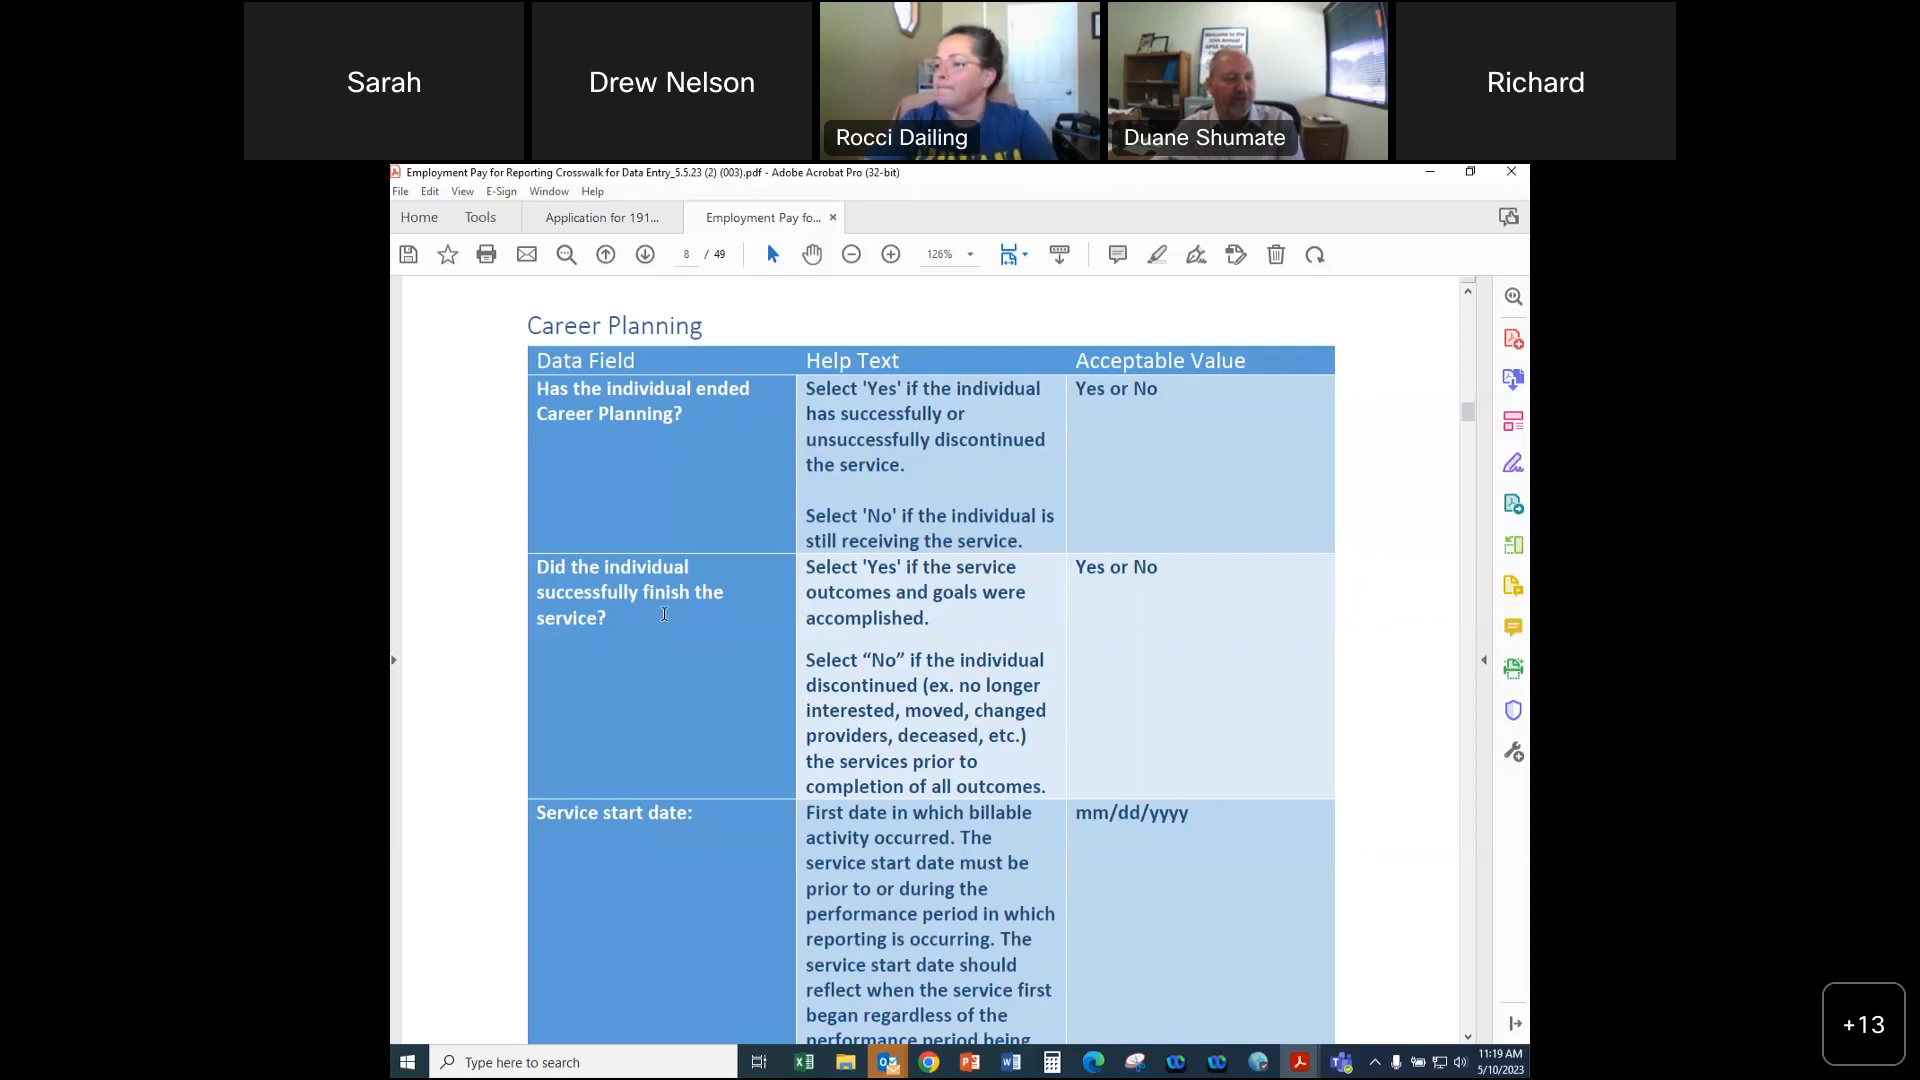 Sarah
Drew Nelson
Welcome to the
Annual
APSE National
Rocci Dailing
Duane Shumate
Richard
Employment Pay for Reporting Crosswalk for Data Entry_5.5.23 (2) (003).pdf - Adobe Acrobat Pro (32-bit)
File Edit View E-Sign Window Help
Home Tools Application for 191... Employment Pay fo... ×
8 / 49 126%
Career Planning
Data Field Help Text Acceptable Value
Has the individual ended
Career Planning?
Select 'Yes' if the individual
has successfully or
unsuccessfully discontinued
the service.
Select 'No' if the individual is
still receiving the service.
Yes or No
Did the individual
successfully finish the
service?
Select 'Yes' if the service
outcomes and goals were
accomplished.
Select “No” if the individual
discontinued (ex. no longer
interested, moved, changed
providers, deceased, etc.)
the services prior to
completion of all outcomes.
Yes or No
Service start date:
First date in which billable
activity occurred. The
service start date must be
prior to or during the
performance period in which
reporting is occurring. The
service start date should
reflect when the service first
began regardless of the
performance period being
mm/dd/yyyy
Type here to search
11:19 AM
5/10/2023
+13